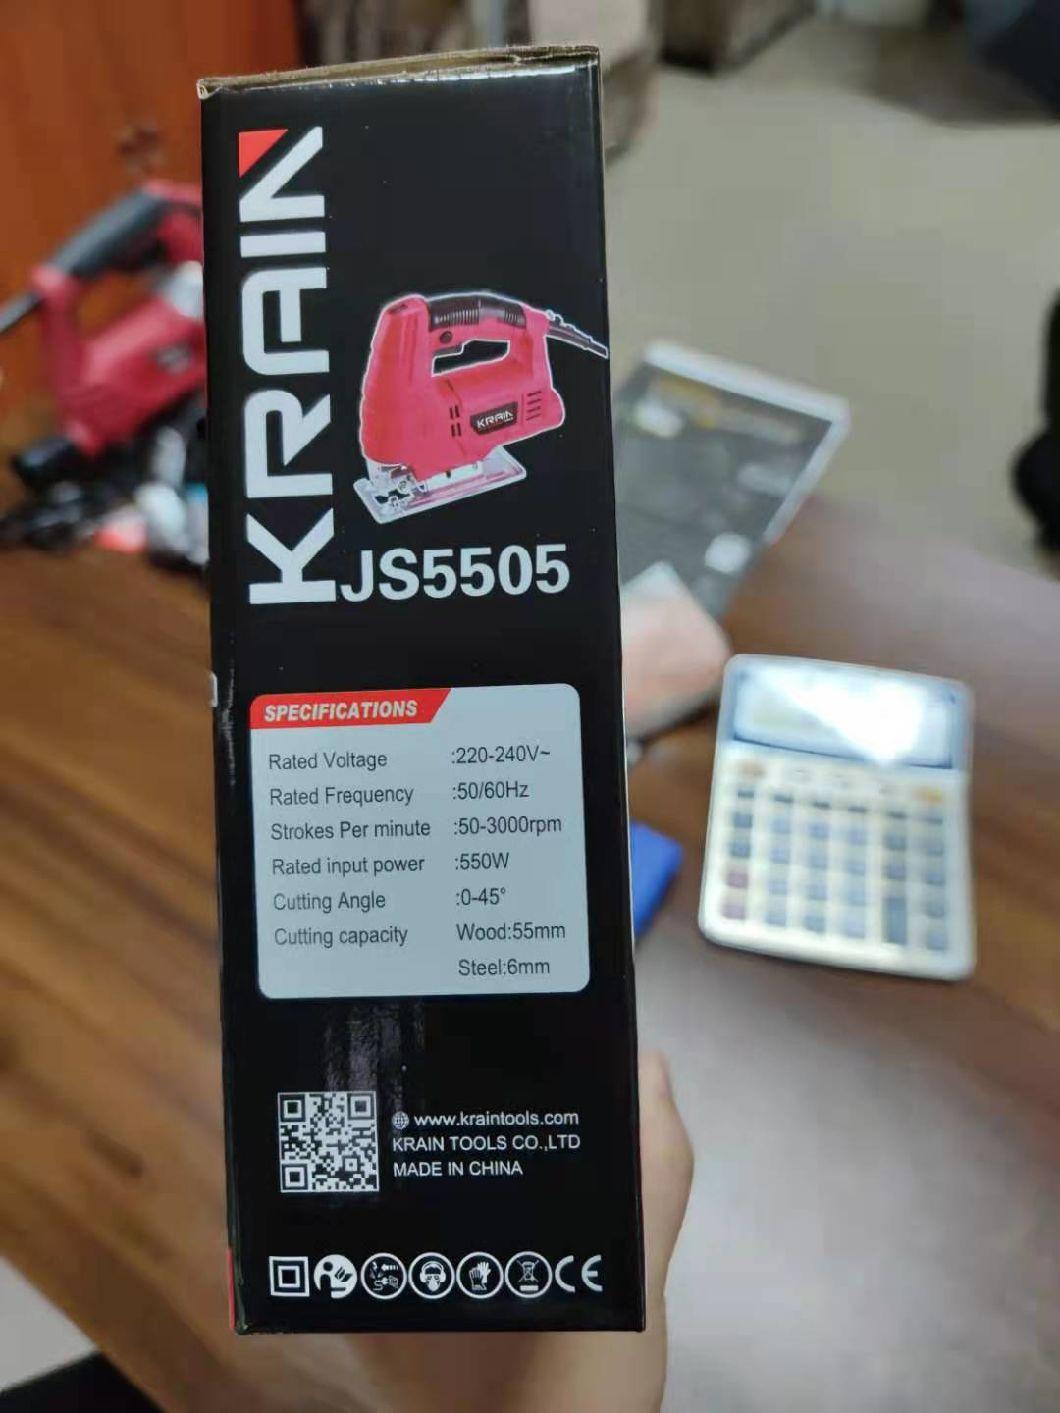 KRAIN
KRAIN
JS5505
SPECIFICATIONS
Rated Voltage :220-240V~
Rated Frequency :50/60Hz
Strokes Per minute :50-3000rpm
Rated input power :550W
Cutting Angle :0-45°
Cutting capacity Wood:55mm
Steel:6mm
www.kraintools.com
KRAIN TOOLS CO.,LTD
MADE IN CHINA
CE